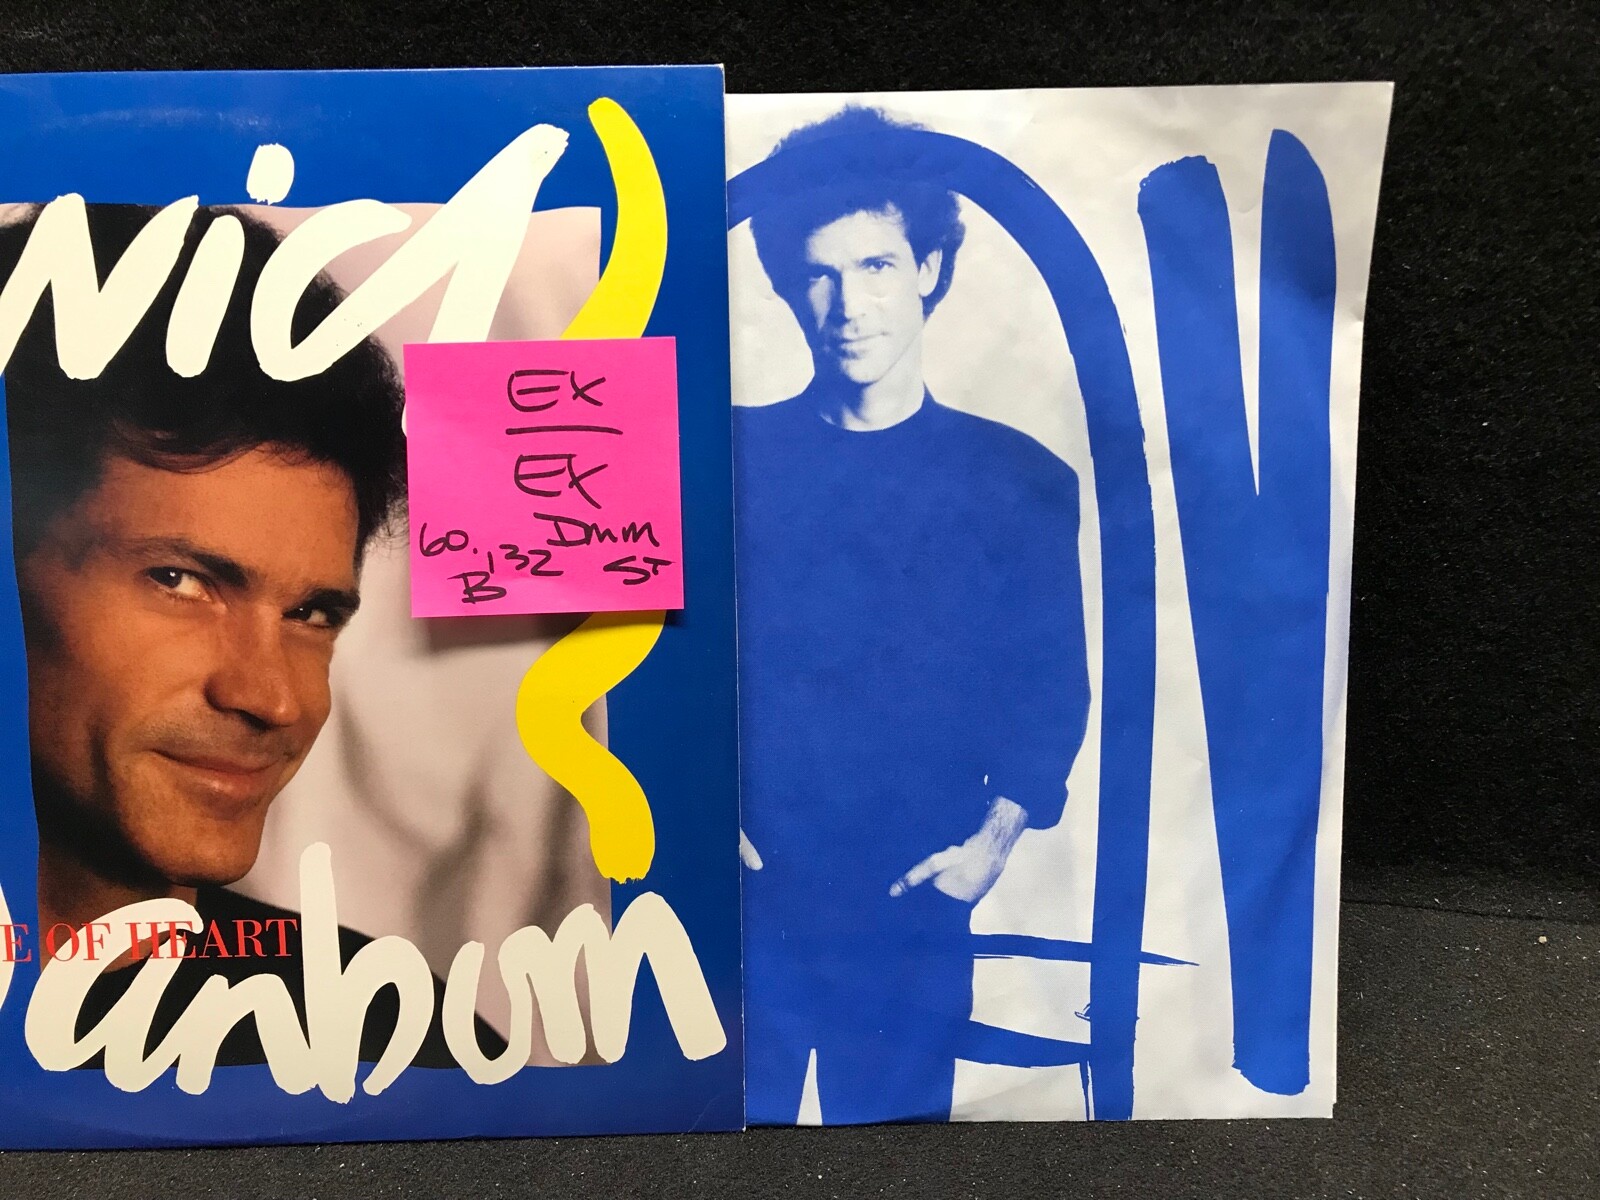 vid
EX
EX
60. Dmm
132 ST
B
E OF HEART
anborn